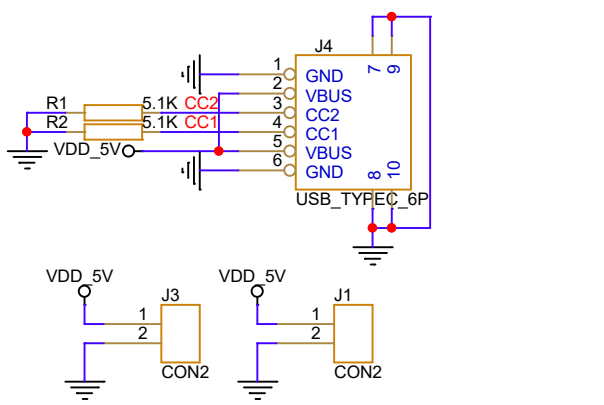 J4
1 GND
2 VBUS
3 CC2
4 CC1
5 VBUS
6 GND
7 9
8 10
USB_TYPEC_6P
R1 5.1K CC2
R2 5.1K CC1
VDD_5V
VDD_5V
J3
1
2
CON2
VDD_5V
J1
1
2
CON2